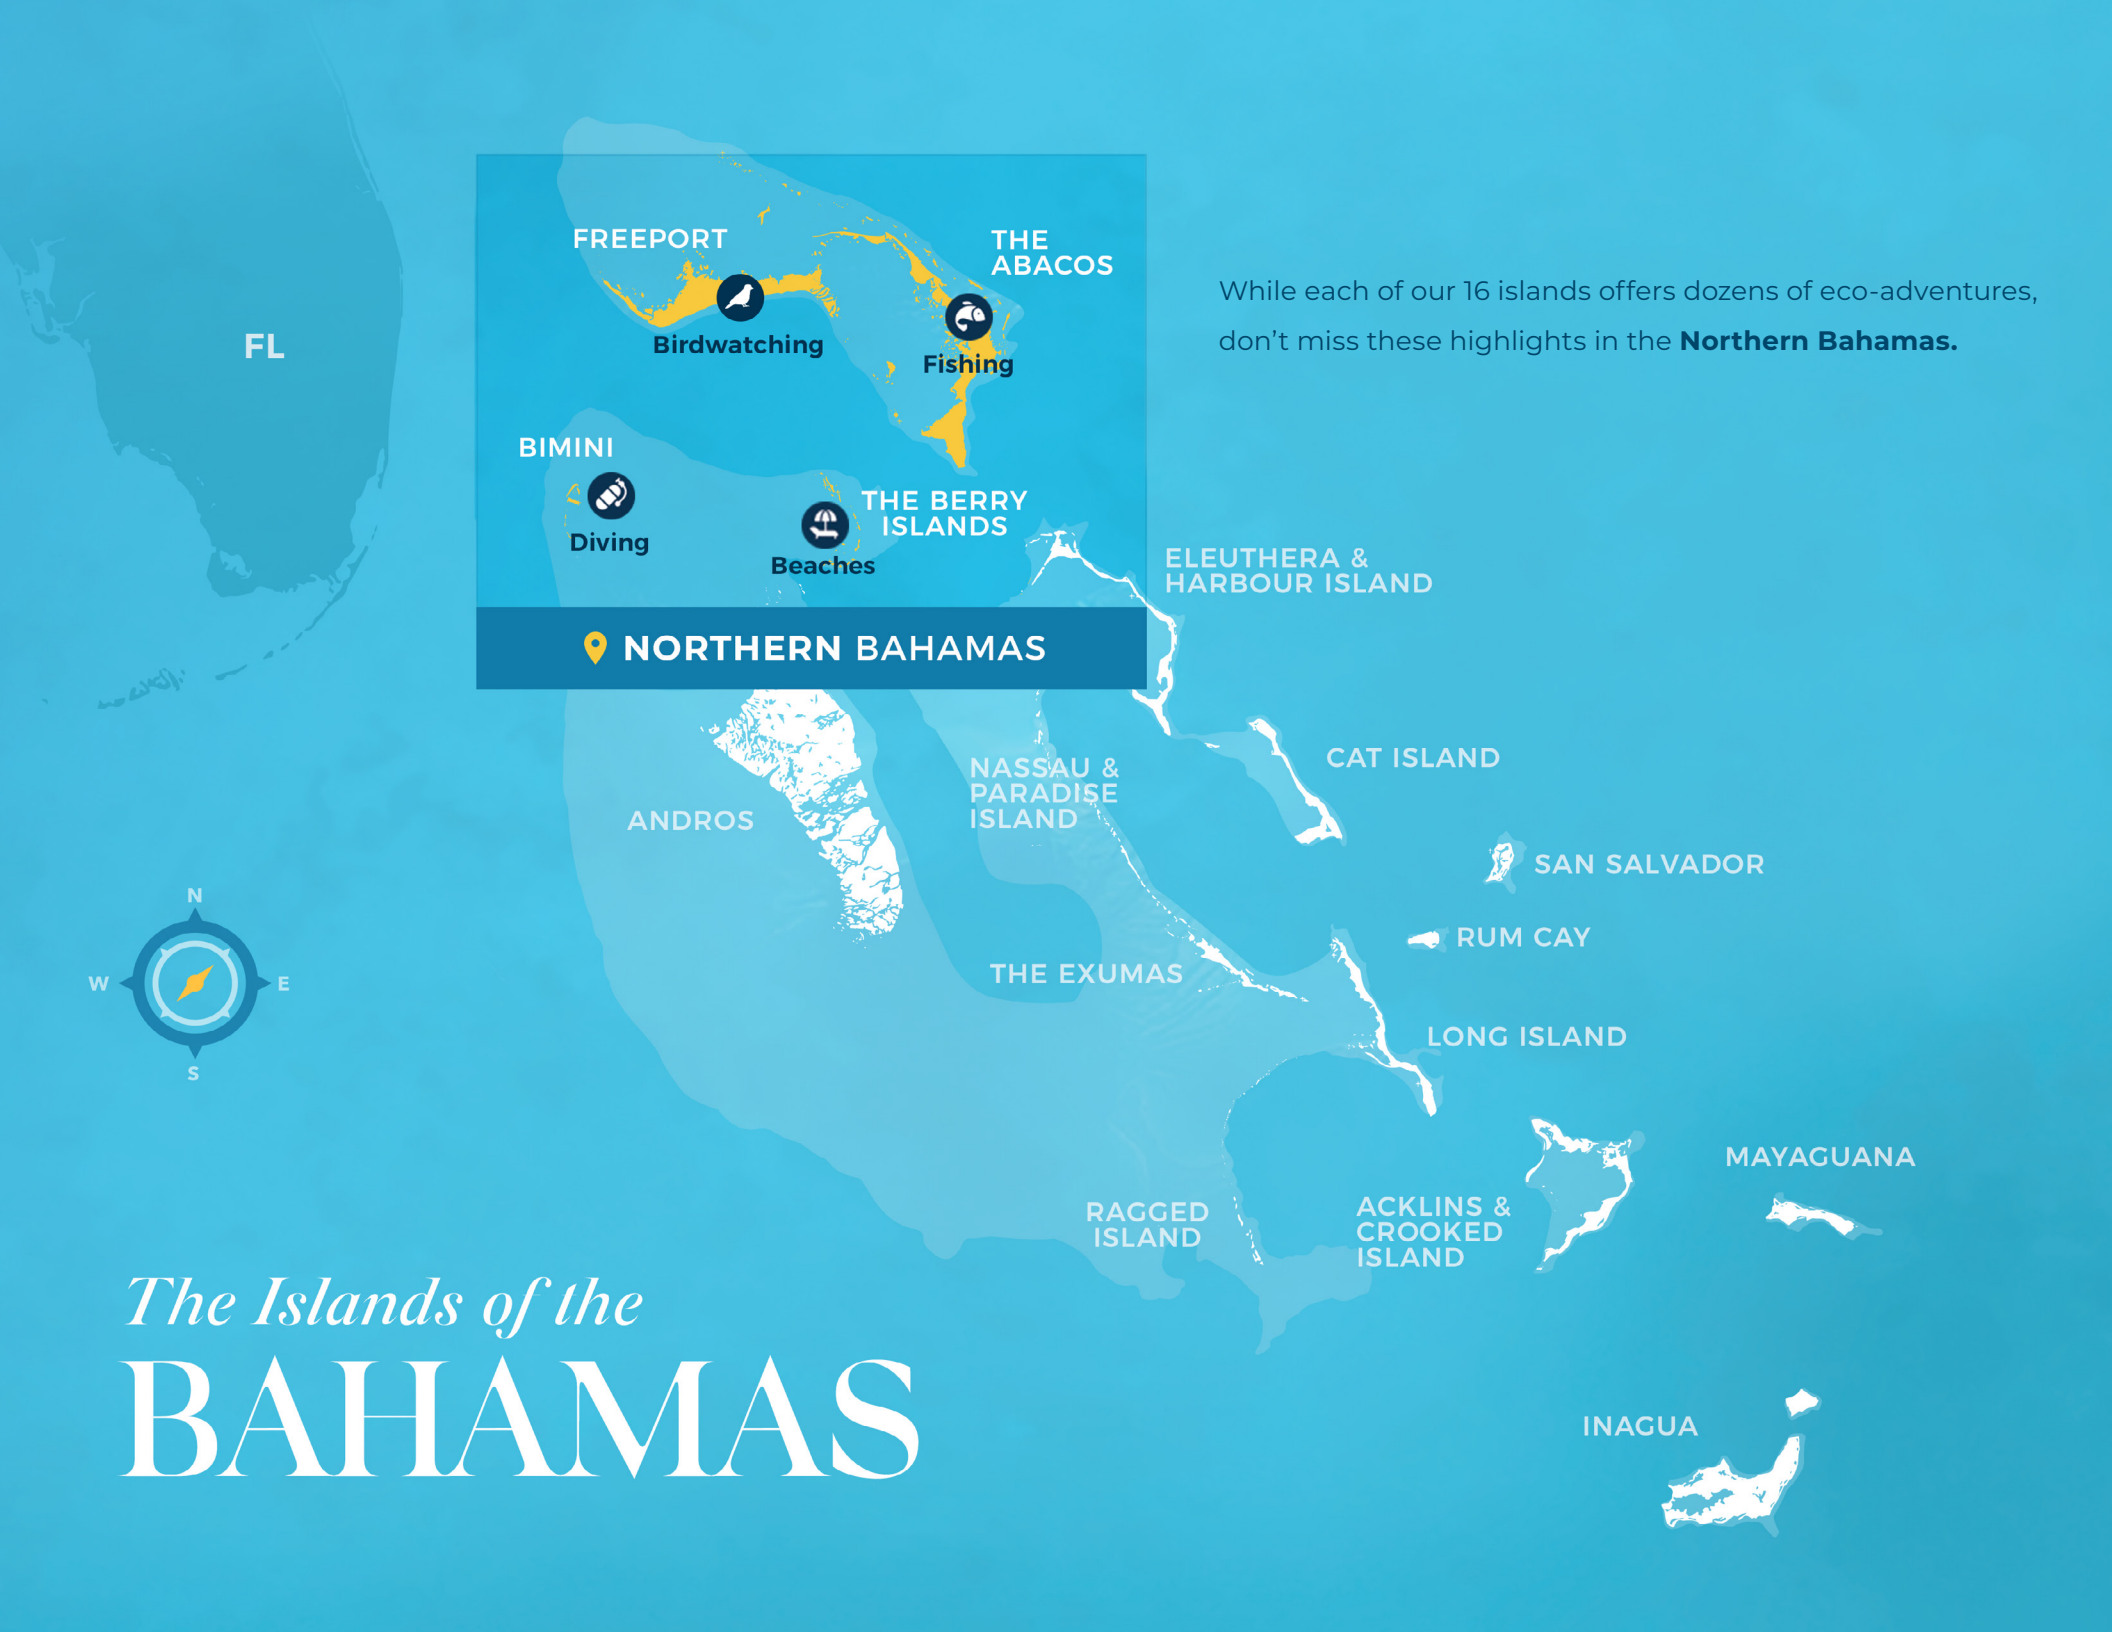 FREEPORT
THE
ABACOS
Birdwatching
Fishing
While each of our 16 islands offers dozens of eco-adventures,
don't miss these highlights in the Northern Bahamas.
FL
BIMINI
Diving
THE BERRY
ISLANDS
Beaches
NORTHERN BAHAMAS
ELEUTHERA &
HARBOUR ISLAND
CAT ISLAND
NASSAU &
PARADISE
ISLAND
ANDROS
SAN SALVADOR
RUM CAY
THE EXUMAS
LONG ISLAND
N
W
E
S
MAYAGUANA
RAGGED
ISLAND
ACKLINS &
CROOKED
ISLAND
INAGUA
The Islands of the
BAHAMAS